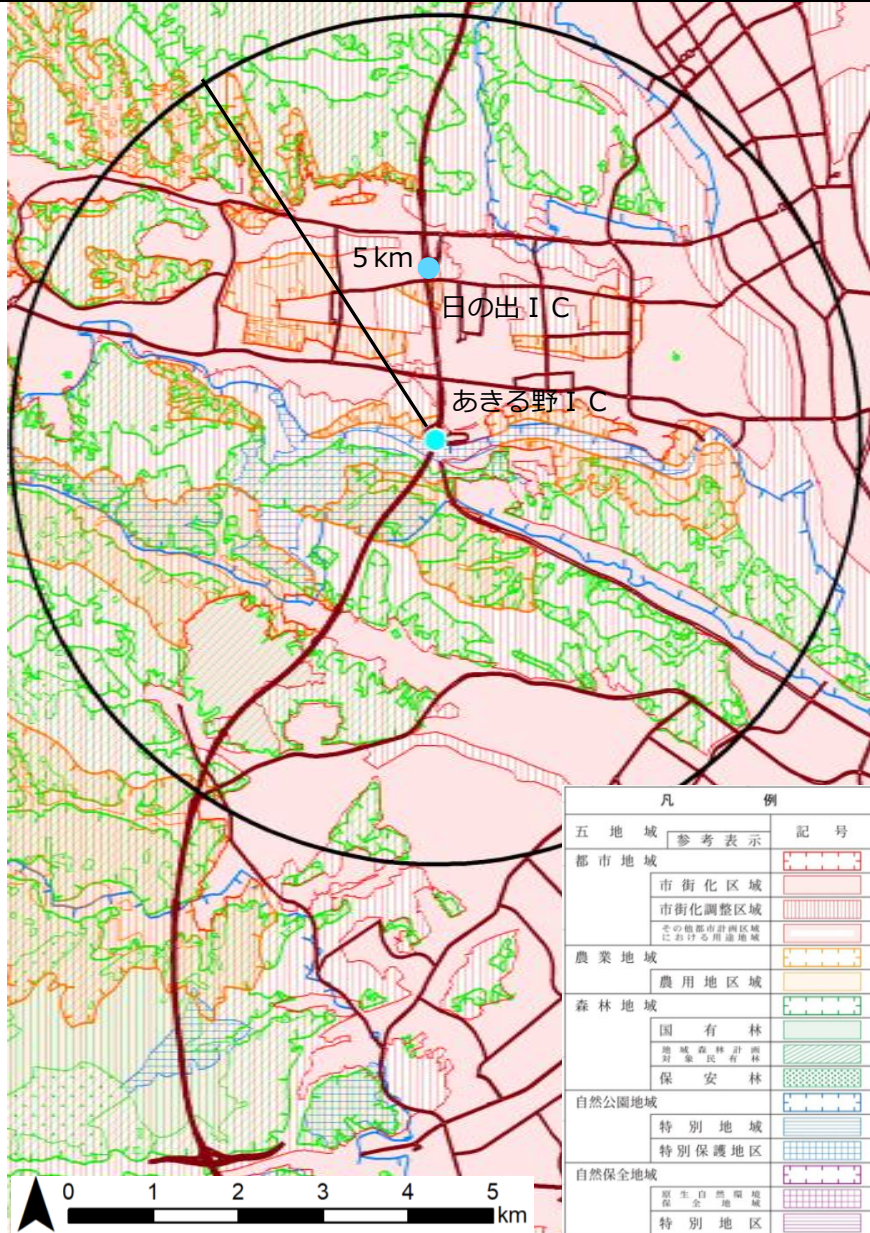 ５km
日の出ＩＣ
あきる野ＩＣ
凡　例
五地域 参考表示 記号
都市地域
市街化区域
市街化調整区域
その他都市計画区域
における用途地域
農業地域
農用地区域
森林地域
国有林
地域森林計画
対象民有林
保安林
自然公園地域
特別地域
特別保護地区
自然保全地域
原生自然環境
保全地域
特別地区
0 1 2 3 4 5
km